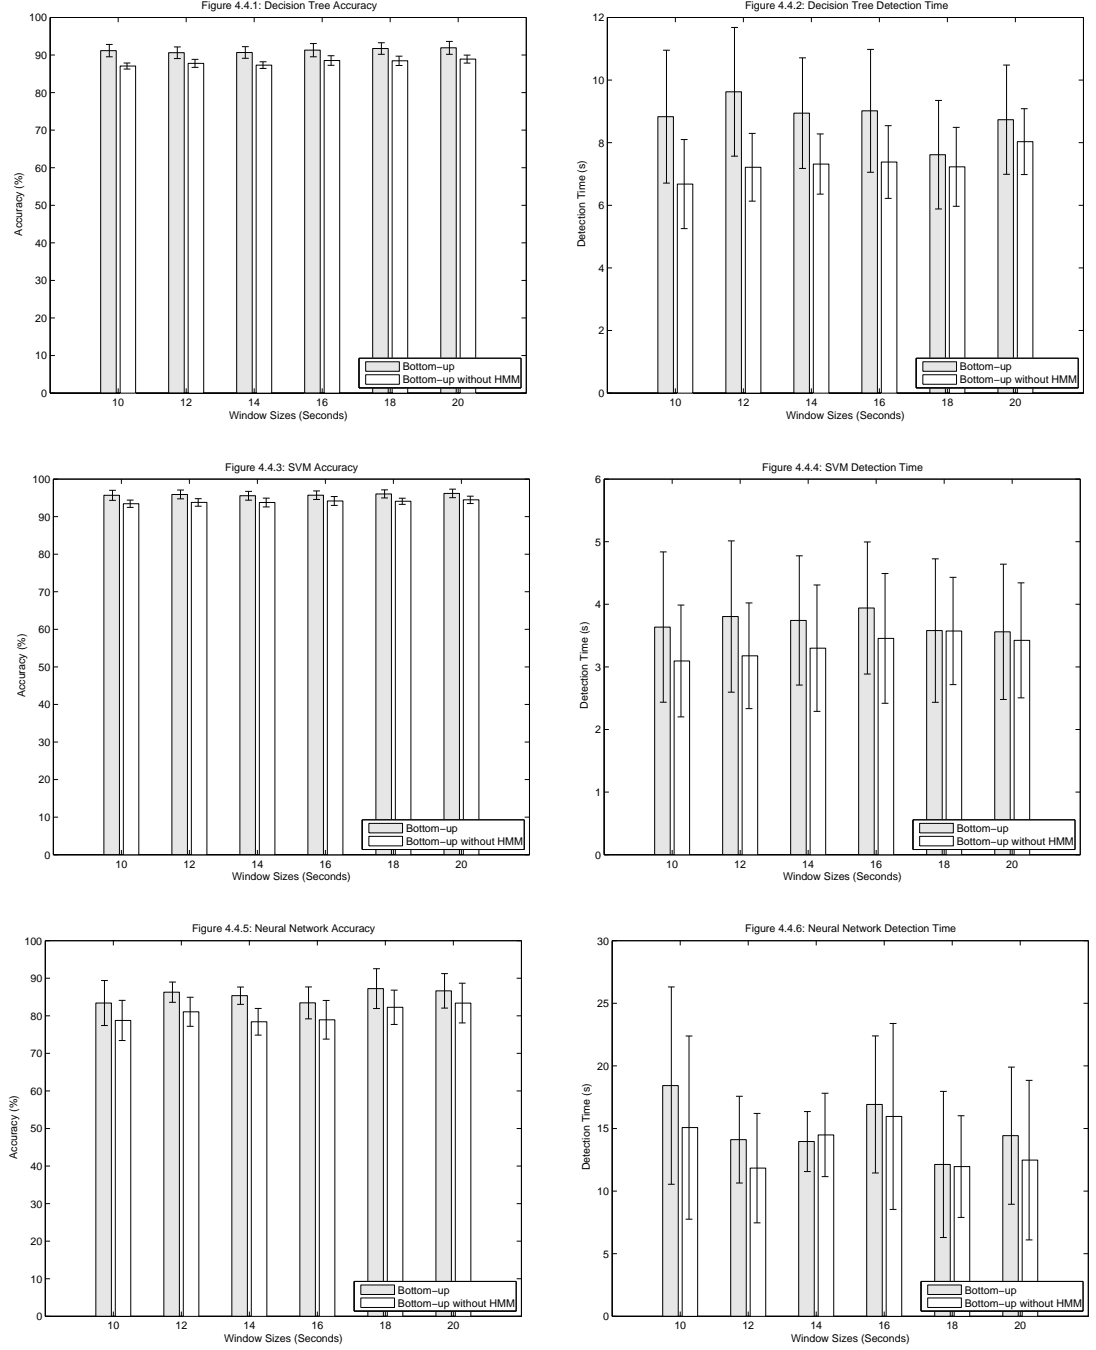 Figure 4.4.1: Decision Tree Accuracy
100
90
80
70
60
50
40
30
20
10
0
Accuracy (%)
10 12 14 16 18 20
Window Sizes (Seconds)
Bottom−up
Bottom−up without HMM
Figure 4.4.2: Decision Tree Detection Time
12
10
8
6
4
2
0
Detection Time (s)
10 12 14 16 18 20
Window Sizes (Seconds)
Bottom−up
Bottom−up without HMM
Figure 4.4.3: SVM Accuracy
100
90
80
70
60
50
40
30
20
10
0
Accuracy (%)
10 12 14 16 18 20
Window Sizes (Seconds)
Bottom−up
Bottom−up without HMM
Figure 4.4.4: SVM Detection Time
6
5
4
3
2
1
0
Detection Time (s)
10 12 14 16 18 20
Window Sizes (Seconds)
Bottom−up
Bottom−up without HMM
Figure 4.4.5: Neural Network Accuracy
100
90
80
70
60
50
40
30
20
10
0
Accuracy (%)
10 12 14 16 18 20
Window Sizes (Seconds)
Bottom−up
Bottom−up without HMM
Figure 4.4.6: Neural Network Detection Time
30
25
20
15
10
5
0
Detection Time (s)
10 12 14 16 18 20
Window Sizes (Seconds)
Bottom−up
Bottom−up without HMM